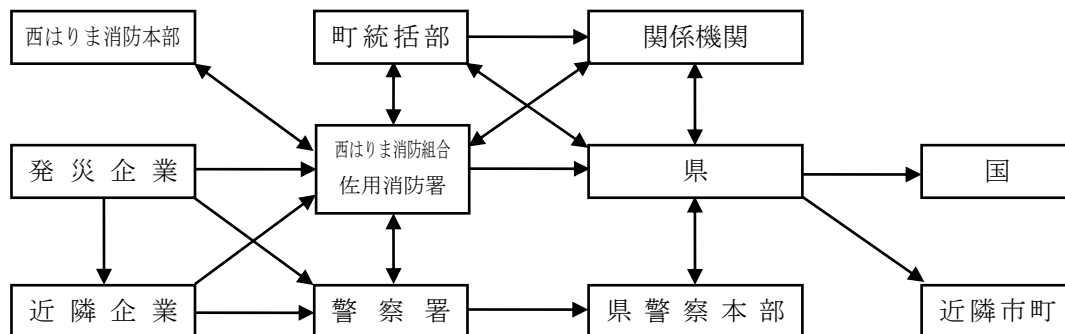 西はりま消防本部
町統括部
関係機関
西はりま消防組合
佐用消防署
発災企業
県
国
近隣企業
警察署
県警察本部
近隣市町